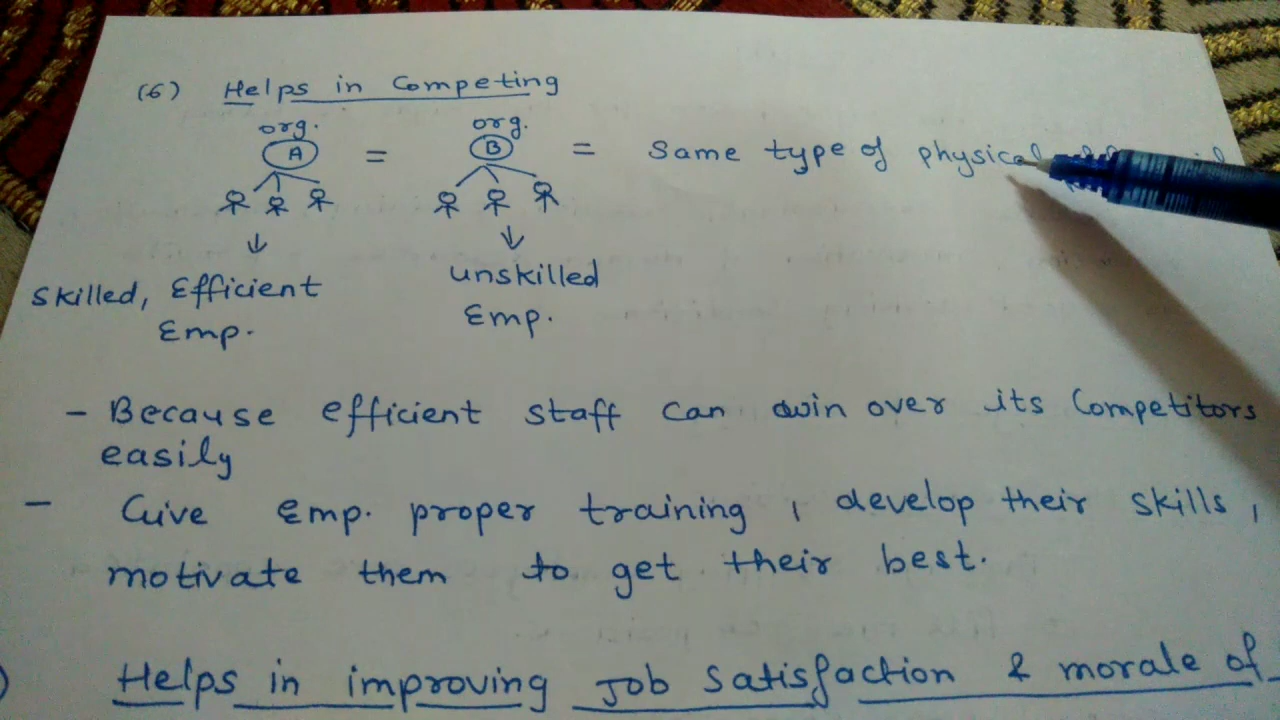 (6) Helps in Competing
org. org.
A = B = Same type of physical
Skilled, Efficient Emp.
unskilled Emp.
- Because efficient staff can win over its Competitors
easily
- Give Emp. proper training, develop their skills,
motivate them to get their best.
) Helps in improving Job Satisfaction & morale of